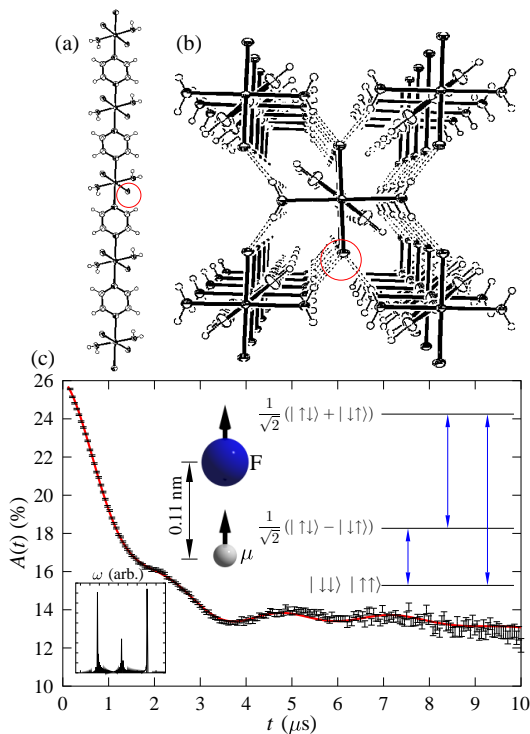 (a)
(b)
(c)
26
24
22
20
18
16
14
12
10
A(t) (%)
0
1
2
3
4
5
6
7
8
9
10
t (μs)
ω (arb.)
F
0.11 nm
μ
1/√2 (| ↑↓⟩ + | ↓↑⟩)
1/√2 (| ↑↓⟩ − | ↓↑⟩)
| ↓↓⟩ | ↑↑⟩